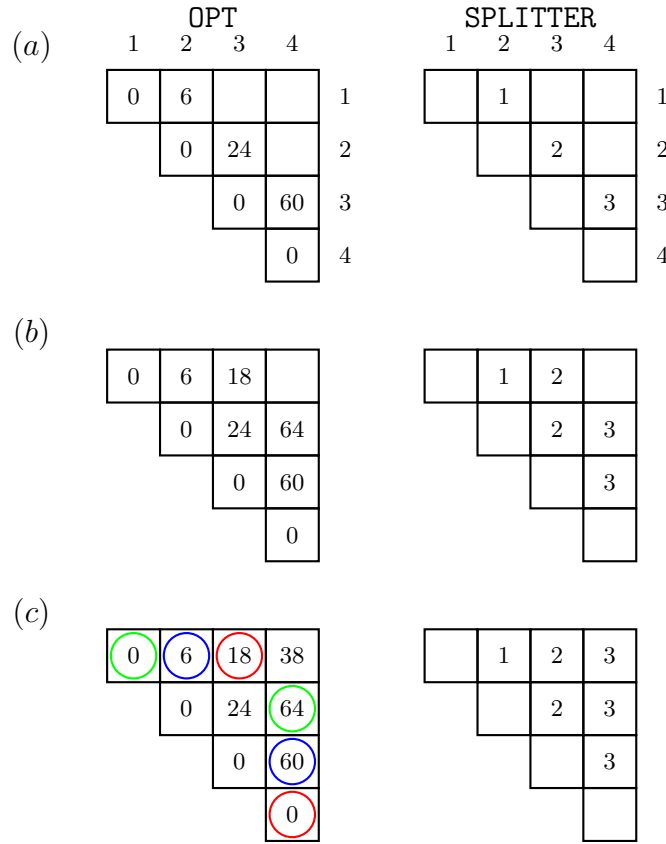 OPT SPLITTER
1 2 3 4 1 2 3 4
(a)
0 6 1 1 1
0 24 2 2 2
0 60 3 3 3
0 4 4
(b)
0 6 18 1 2
0 24 64 2 3
0 60 3
0
(c)
0 6 18 38 1 2 3
0 24 64 2 3
0 60 3
0